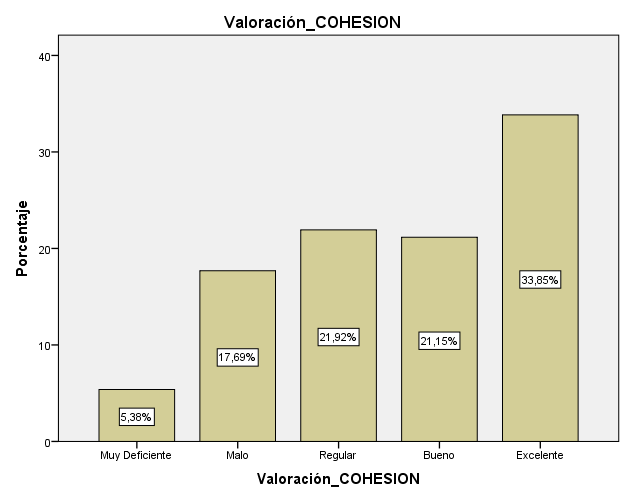 Valoración_COHESION
40
30
20
10
0
Porcentaje
5,38%
17,69%
21,92%
21,15%
33,85%
Muy Deficiente
Malo
Regular
Bueno
Excelente
Valoración_COHESION